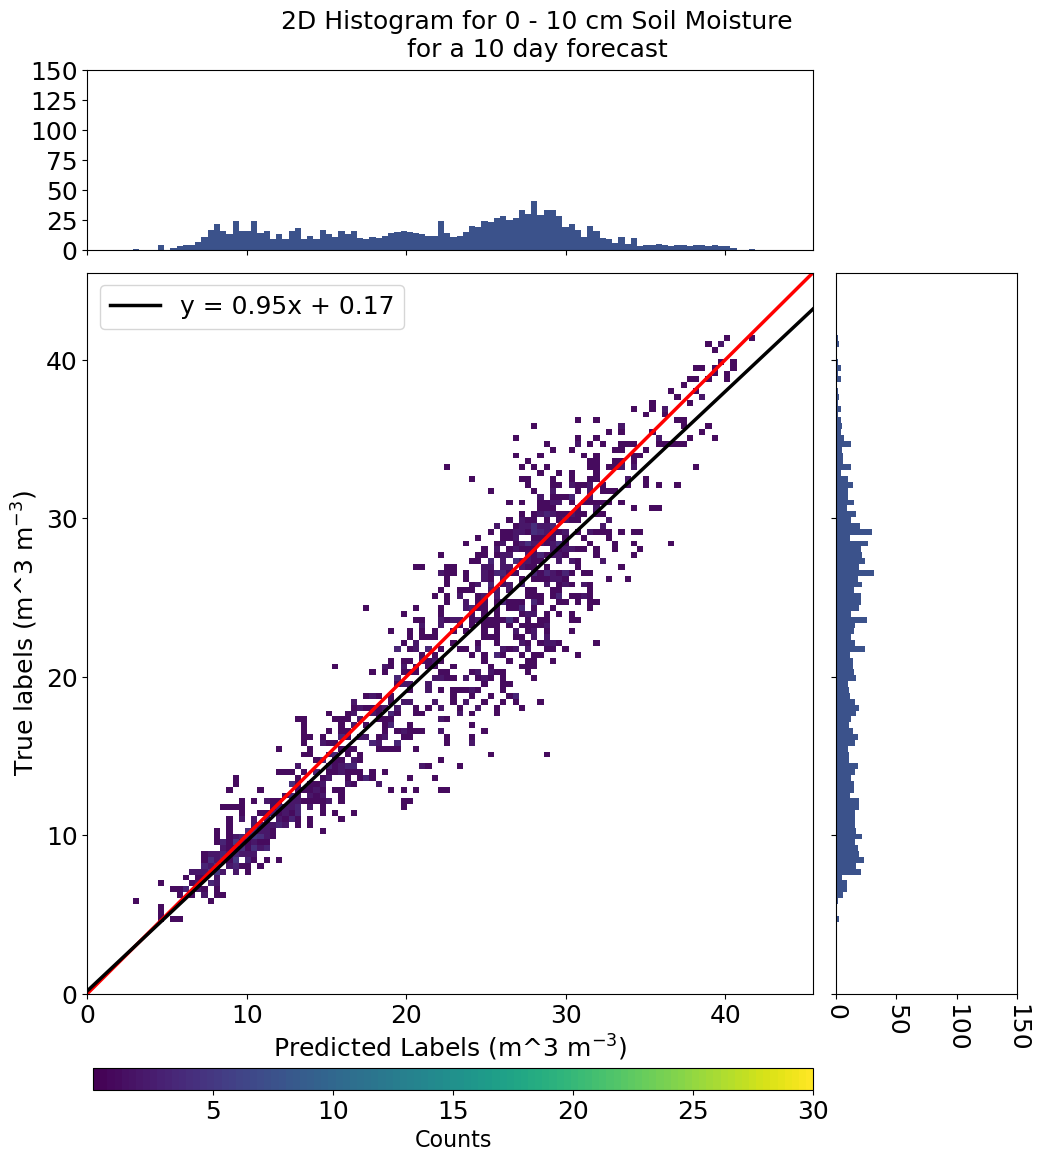 2D Histogram for 0 - 10 cm Soil Moisture
for a 10 day forecast
150
125
100
75
50
25
0
y = 0.95x + 0.17
40
30
20
10
0
True labels (m^3 m⁻³)
0 10 20 30 40
Predicted Labels (m^3 m⁻³)
0 50 100 150
5 10 15 20 25 30
Counts